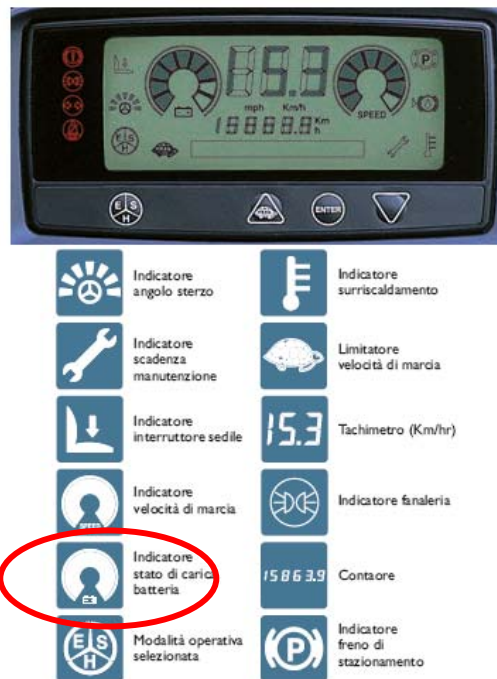 15.3
mph Km/h
SPEED
15863.9 Km
h
P
E S
H
E S
H
ENTER
Indicatore
angolo sterzo
Indicatore
surriscaldamento
Indicatore
scadenza
manutenzione
Limitatore
velocità di marcia
Indicatore
interruttore sedile
15.3
Tachimetro (Km/hr)
SPEED
Indicatore
velocità di marcia
Indicatore fanaleria
Indicatore
stato di carica
batteria
15863.9
Contaore
E S
H
Modalità operativa
selezionata
P
Indicatore
freno di
stazionamento